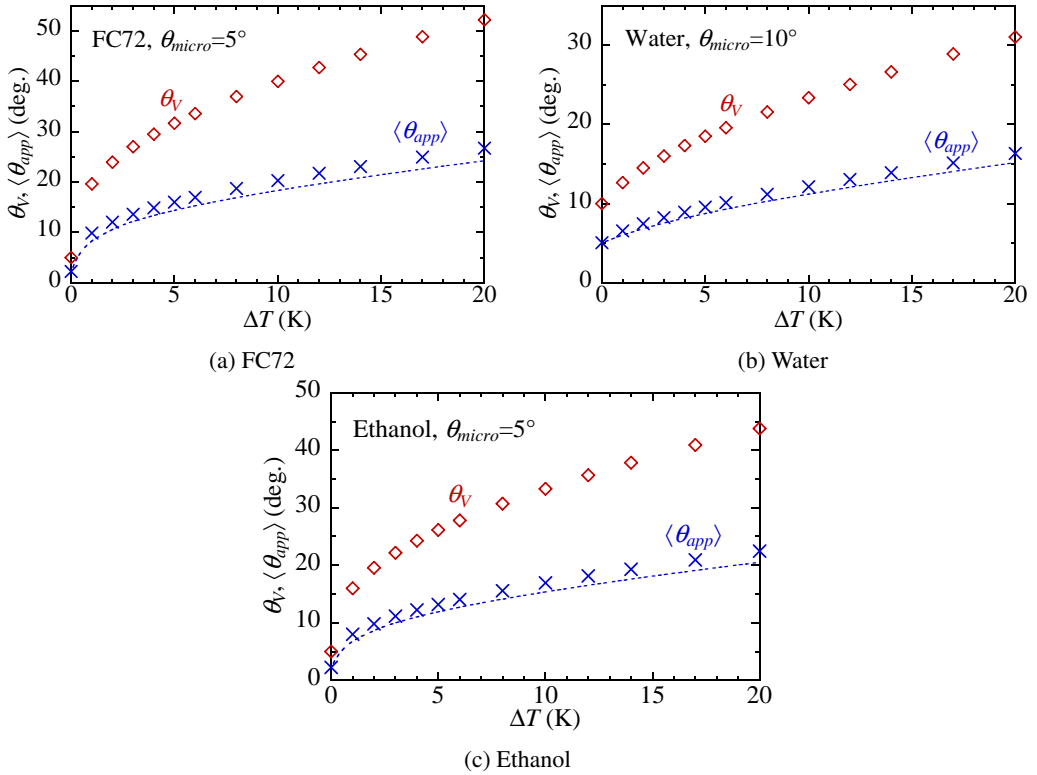 50
40
30
20
10
0
θV, ⟨θapp⟩ (deg.)
FC72, θmicro=5°
θV
⟨θapp⟩
0 5 10 15 20
ΔT (K)
(a) FC72
30
20
10
0
θV, ⟨θapp⟩ (deg.)
Water, θmicro=10°
θV
⟨θapp⟩
0 5 10 15 20
ΔT (K)
(b) Water
50
40
30
20
10
0
θV, ⟨θapp⟩ (deg.)
Ethanol, θmicro=5°
θV
⟨θapp⟩
0 5 10 15 20
ΔT (K)
(c) Ethanol